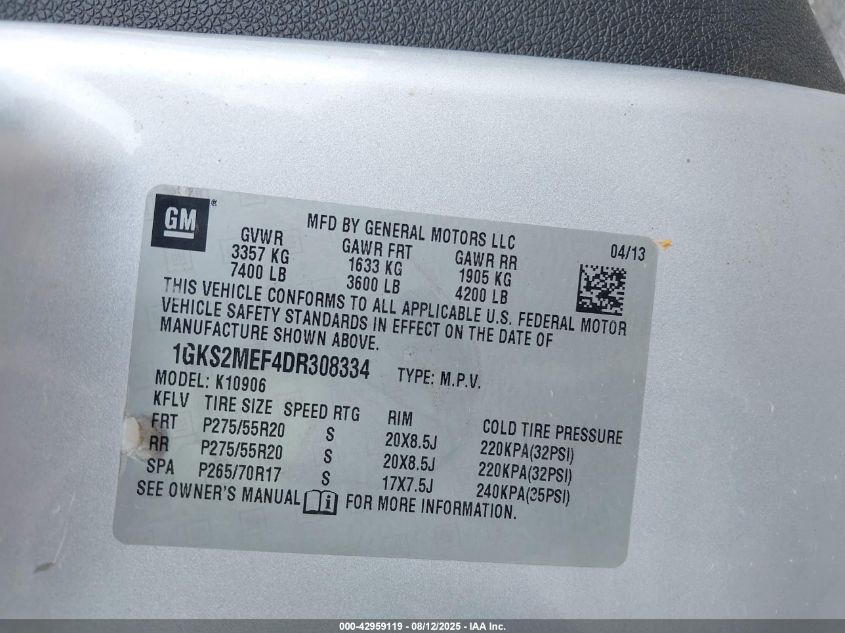 GM ®
MFD BY GENERAL MOTORS LLC
04/13
GVWR GAWR FRT GAWR RR
3357 KG 1633 KG 1905 KG
7400 LB 3600 LB 4200 LB
THIS VEHICLE CONFORMS TO ALL APPLICABLE U.S. FEDERAL MOTOR
VEHICLE SAFETY STANDARDS IN EFFECT ON THE DATE OF
MANUFACTURE SHOWN ABOVE.
1GKS2MEF4DR308334 TYPE: M.P.V.
MODEL: K10906
KFLV TIRE SIZE SPEED RTG RIM COLD TIRE PRESSURE
FRT P275/55R20 S 20X8.5J 220KPA(32PSI)
RR P275/55R20 S 20X8.5J 220KPA(32PSI)
SPA P265/70R17 S 17X7.5J 240KPA(35PSI)
SEE OWNER'S MANUAL i FOR MORE INFORMATION.
000-42959119 - 08/12/2025 - IAA Inc.